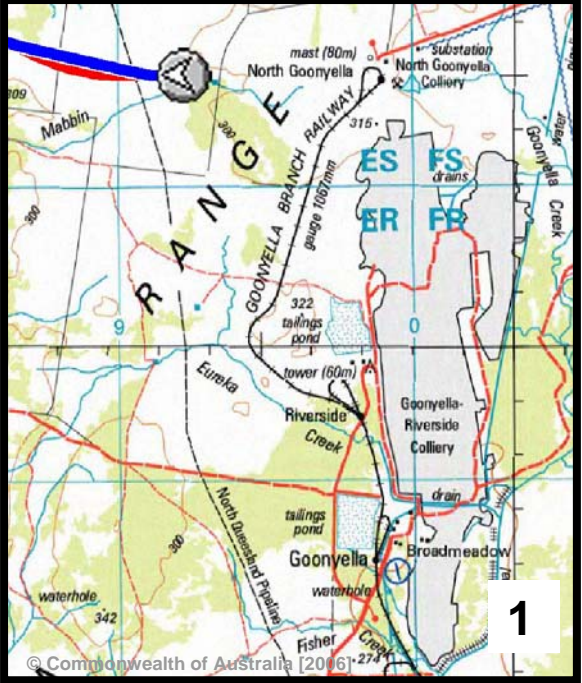 mast (80m)
substation
North Goonyella
North Goonyella
Colliery
309
Mabbin
300
315
water
Goonyella Creek
RANGE
GOONYELLA BRANCH RAILWAY
gauge 1067mm
ES FS
drains
ER FR
300
322
tailings
pond
9
0
Eureka
tower (60m)
Riverside
Creek
Goonyella-
Riverside
Colliery
North Queensland Pipeline
drain
tailings
pond
300
Goonyella
Broadmeadow
waterhole
waterhole
342
Fisher
Creek
274
1
© Commonwealth of Australia [2006]